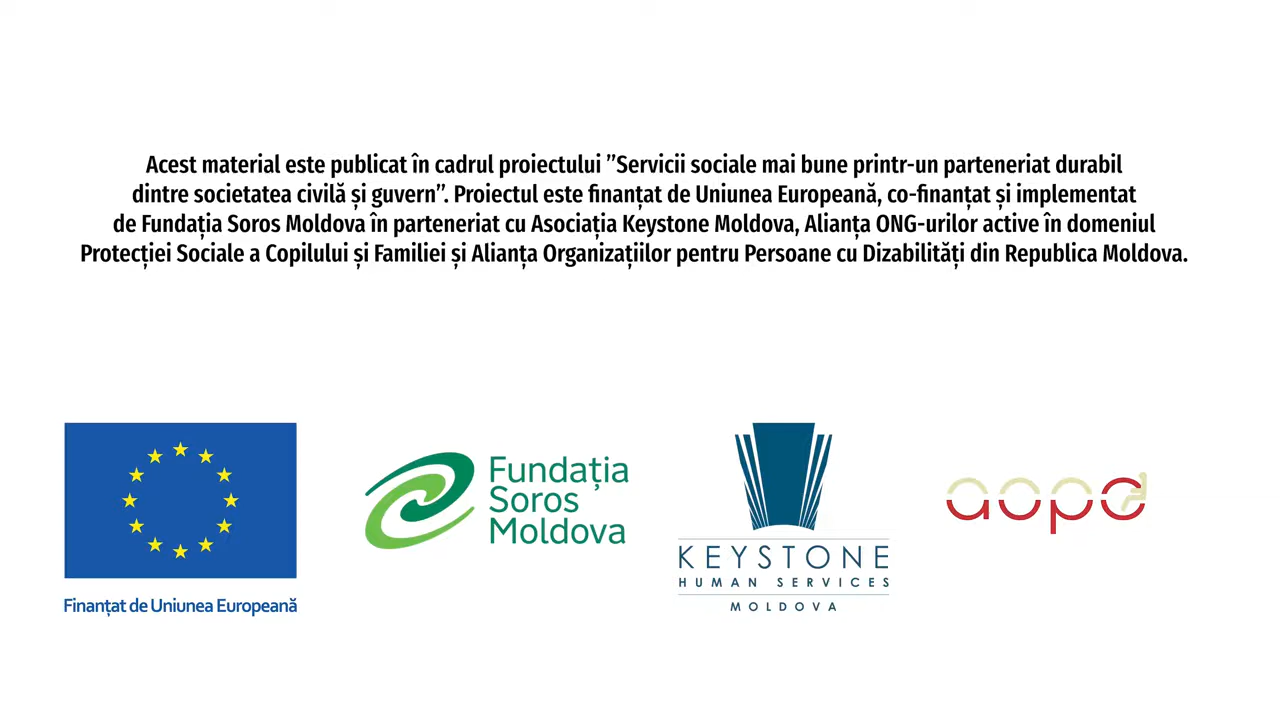 Acest material este publicat în cadrul proiectului ”Servicii sociale mai bune printr-un parteneriat durabil
dintre societatea civilă și guvern”. Proiectul este finanțat de Uniunea Europeană, co-finanțat și implementat
de Fundația Soros Moldova în parteneriat cu Asociația Keystone Moldova, Alianța ONG-urilor active în domeniul
Protecției Sociale a Copilului și Familiei și Alianța Organizațiilor pentru Persoane cu Dizabilități din Republica Moldova.
Finanțat de Uniunea Europeană
Fundația
Soros
Moldova
KEYSTONE
HUMAN SERVICES
MOLDOVA
aopd